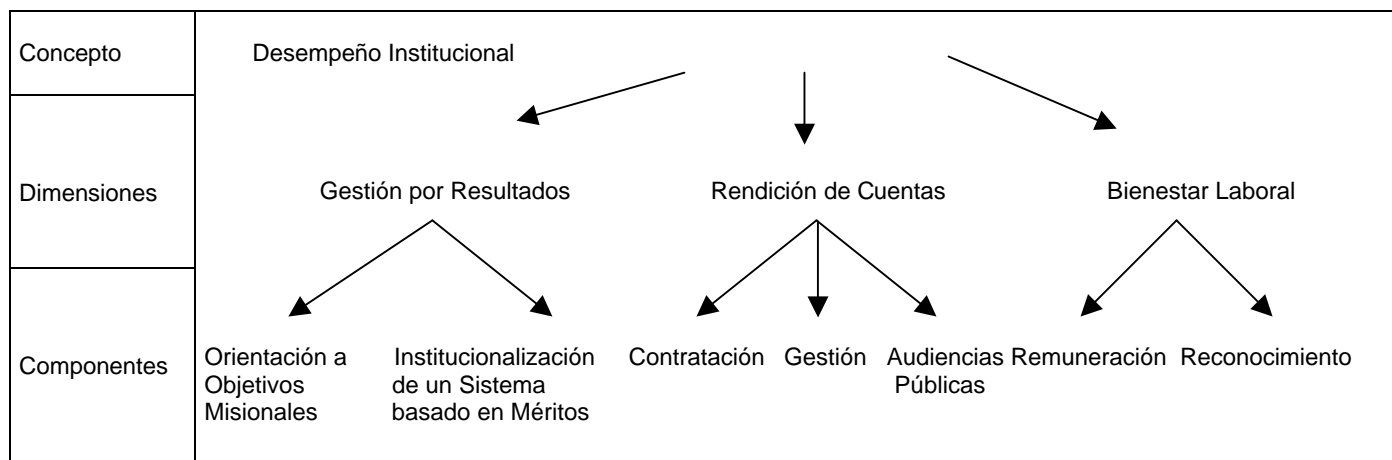 Concepto
Desempeño Institucional
Dimensiones
Gestión por Resultados
Rendición de Cuentas
Bienestar Laboral
Componentes
Orientación a
Objetivos
Misionales
Institucionalización
de un Sistema
basado en Méritos
Contratación
Gestión
Audiencias
Públicas
Remuneración
Reconocimiento